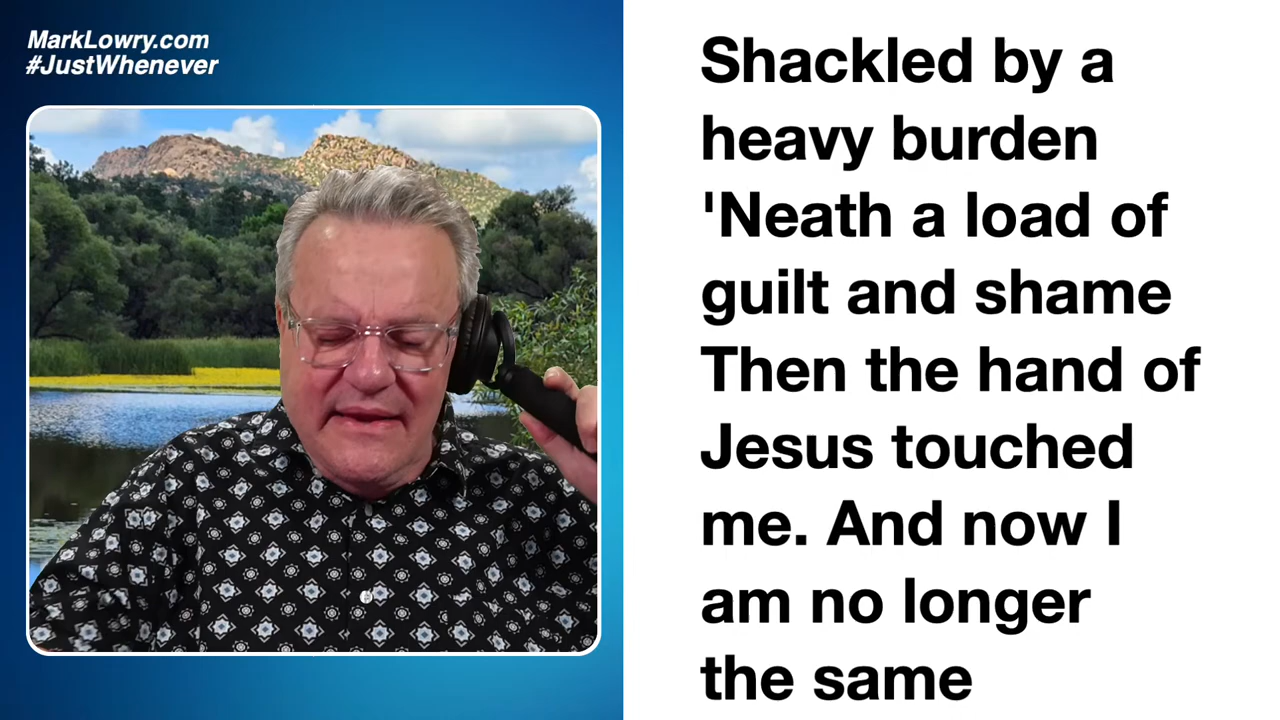 MarkLowry.com
#JustWhenever
Shackled by a
heavy burden
'Neath a load of
guilt and shame
Then the hand of
Jesus touched
me. And now I
am no longer
the same